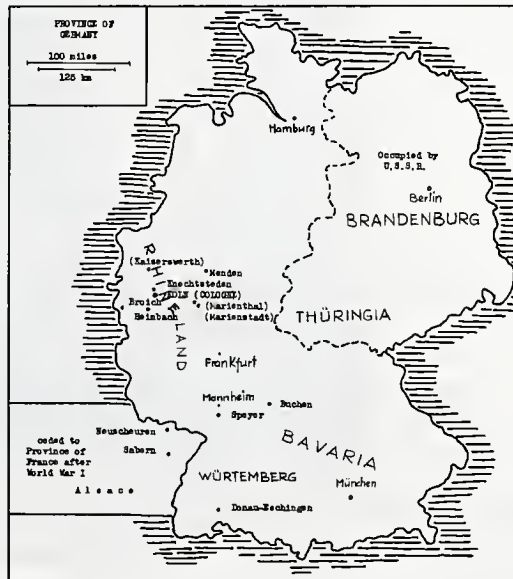 PROVINCE OF
GERMANY
100 miles
125 km
Hamburg
Occupied by
U.S.S.R.
Berlin
BRANDENBURG
RHINELAND
(Kaiserswerth)
Menden
Knechtsteden
KOLN (COLOGNE)
Broich
Heimbach
(Marienthal)
(Marienstadt)
THÜRINGIA
Frankfurt
Mannheim
Speyer
Buchen
Neuscheuren
Sabern
ceded to
Province of
France after
World War I
Alsace
BAVARIA
WÜRTEMBERG
München
Donau-Eschingen